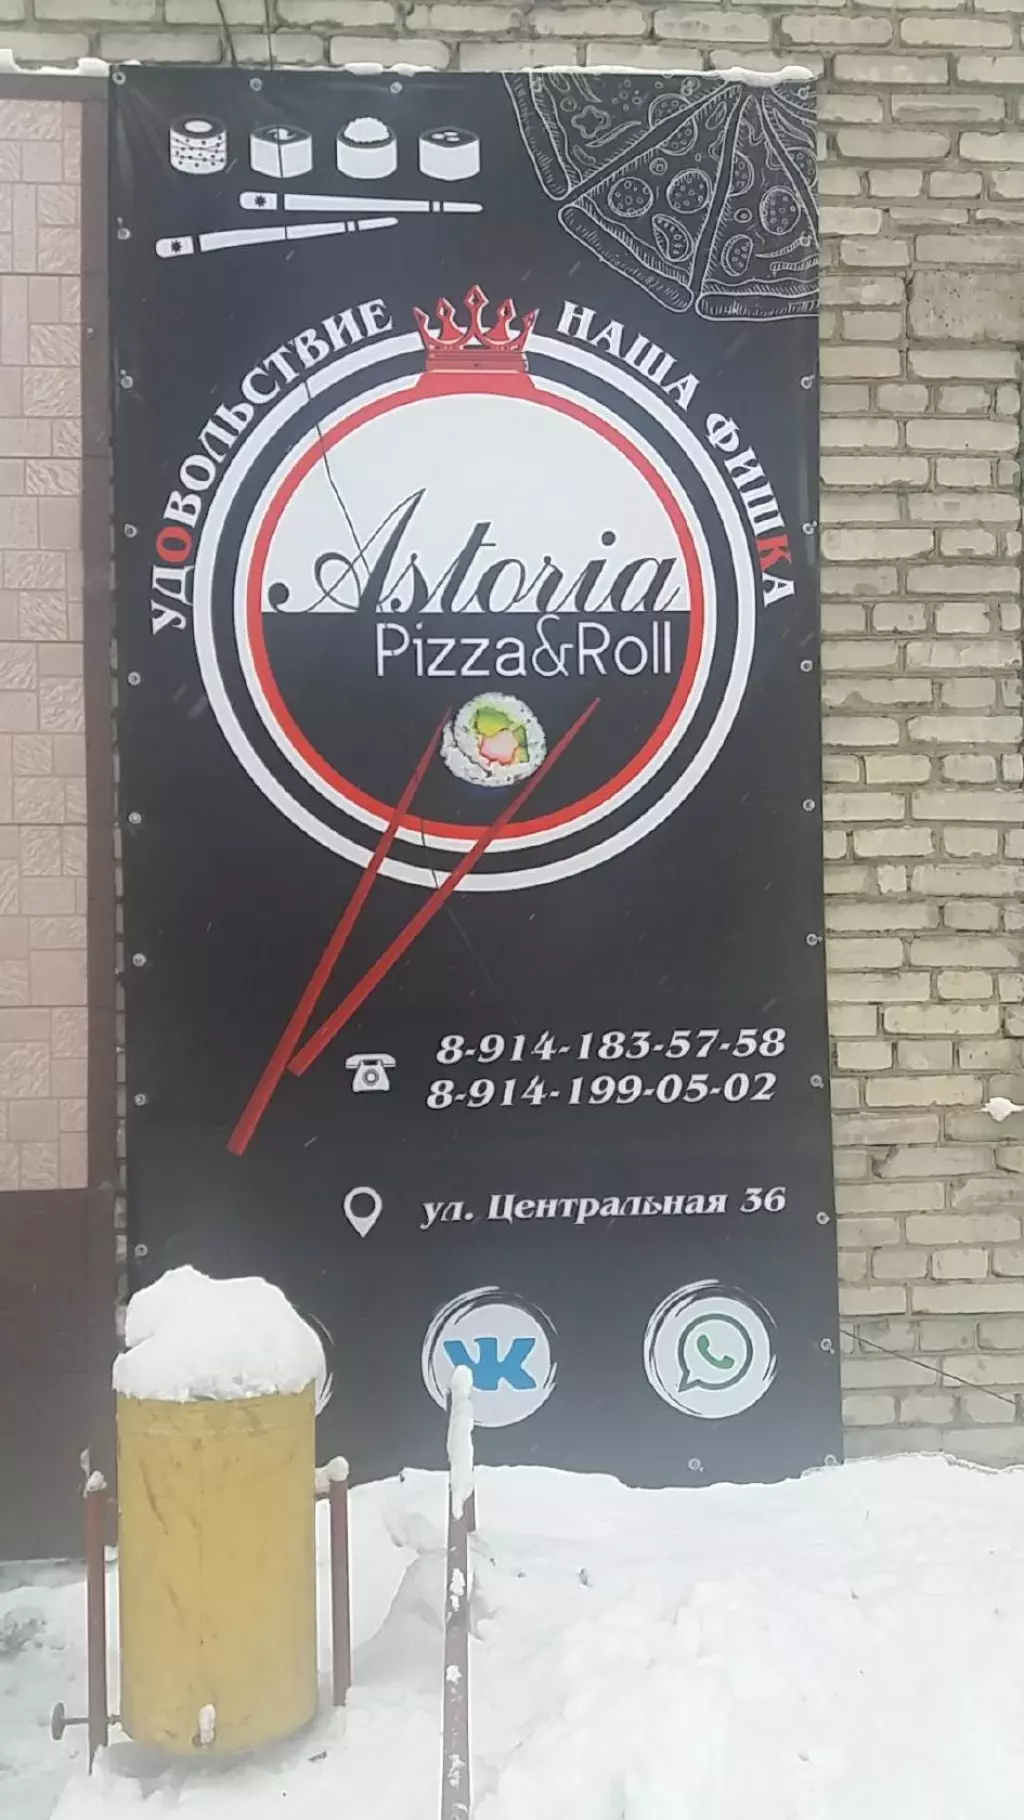 УДОВОЛЬСТВИЕ НАША ФИШКА
Astoria
Pizza&Roll
8-914-183-57-58
8-914-199-05-02
ул. Центральная 36